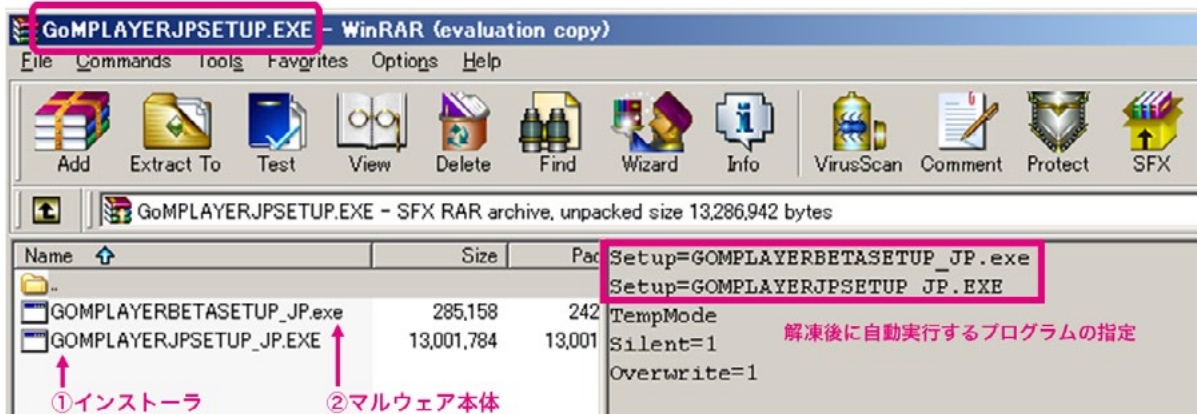 GoMPLAYERJPSETUP.EXE - WinRAR (evaluation copy)
File Commands Tools Favorites Options Help
Add Extract To Test View Delete Find Wizard Info VirusScan Comment Protect SFX
GoMPLAYERJPSETUP.EXE - SFX RAR archive, unpacked size 13,286,942 bytes
Name Size Pac
..
GOMPLAYERBETASETUP_JP.exe 285,158 242
GOMPLAYERJPSETUP_JP.EXE 13,001,784 13,001
①インストーラ ②マルウェア本体
Setup=GOMPLAYERBETASETUP_JP.exe
Setup=GOMPLAYERJPSETUP_JP.EXE
TempMode
解凍後に自動実行するプログラムの指定
Silent=1
Overwrite=1